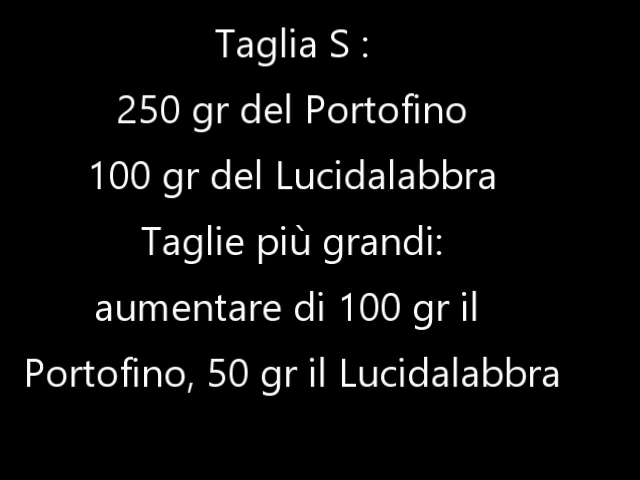 Taglia S :
250 gr del Portofino
100 gr del Lucidalabbra
Taglie più grandi:
aumentare di 100 gr il
Portofino, 50 gr il Lucidalabbra